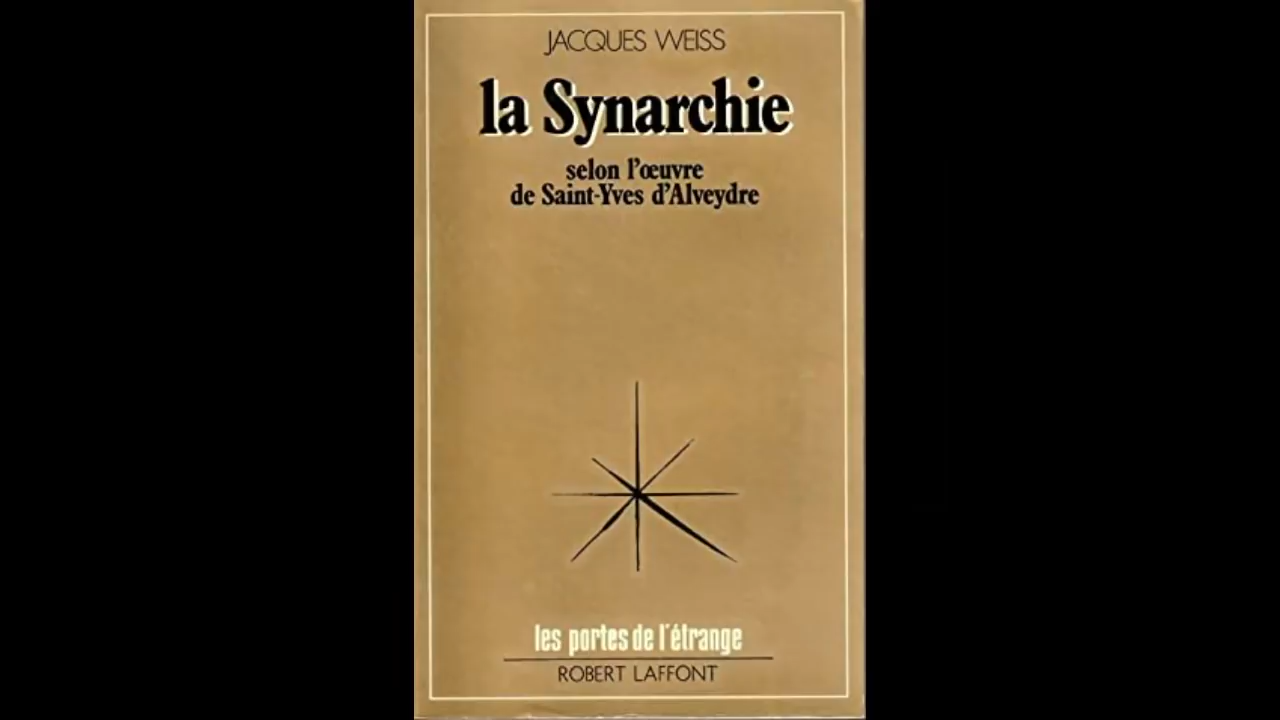 JACQUES WEISS
la Synarchie
selon l'œuvre
de Saint-Yves d'Alveydre
les portes de l'étrange
ROBERT LAFFONT